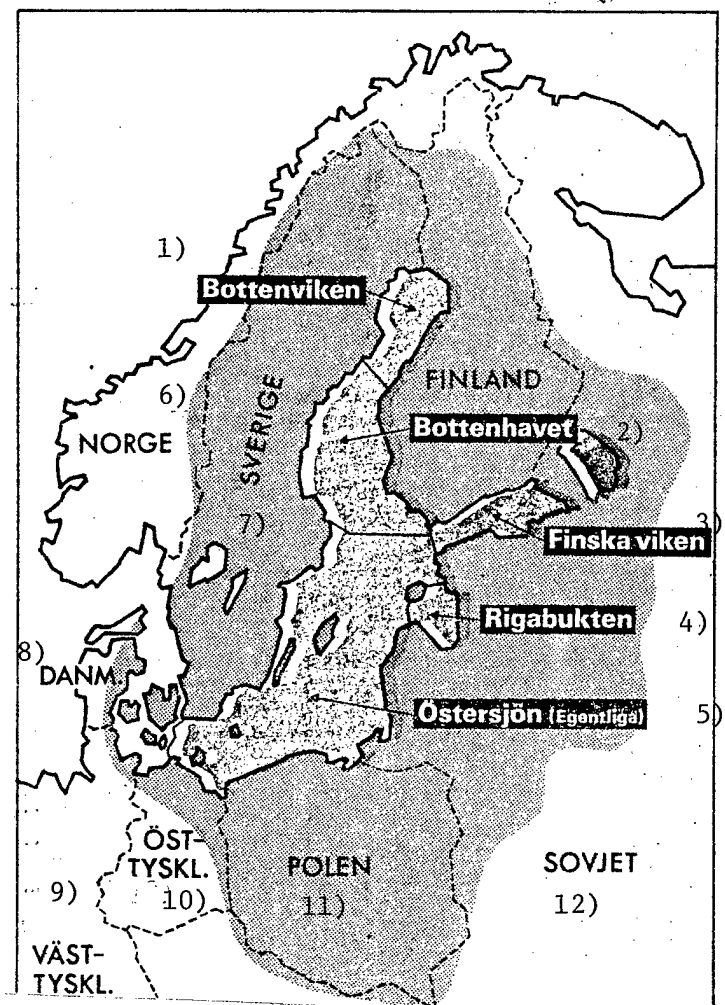 1)
Bottenviken
FINLAND
6)
SVERIGE
Bottenhavet
2)
NORGE
7)
3)
Finska viken
Rigabukten
4)
8)
DANM.
Östersjön (Egentliga)
5)
ÖST-
TYSKL.
POLEN
SOVJET
9)
10)
11)
12)
VÄST-
TYSKL.